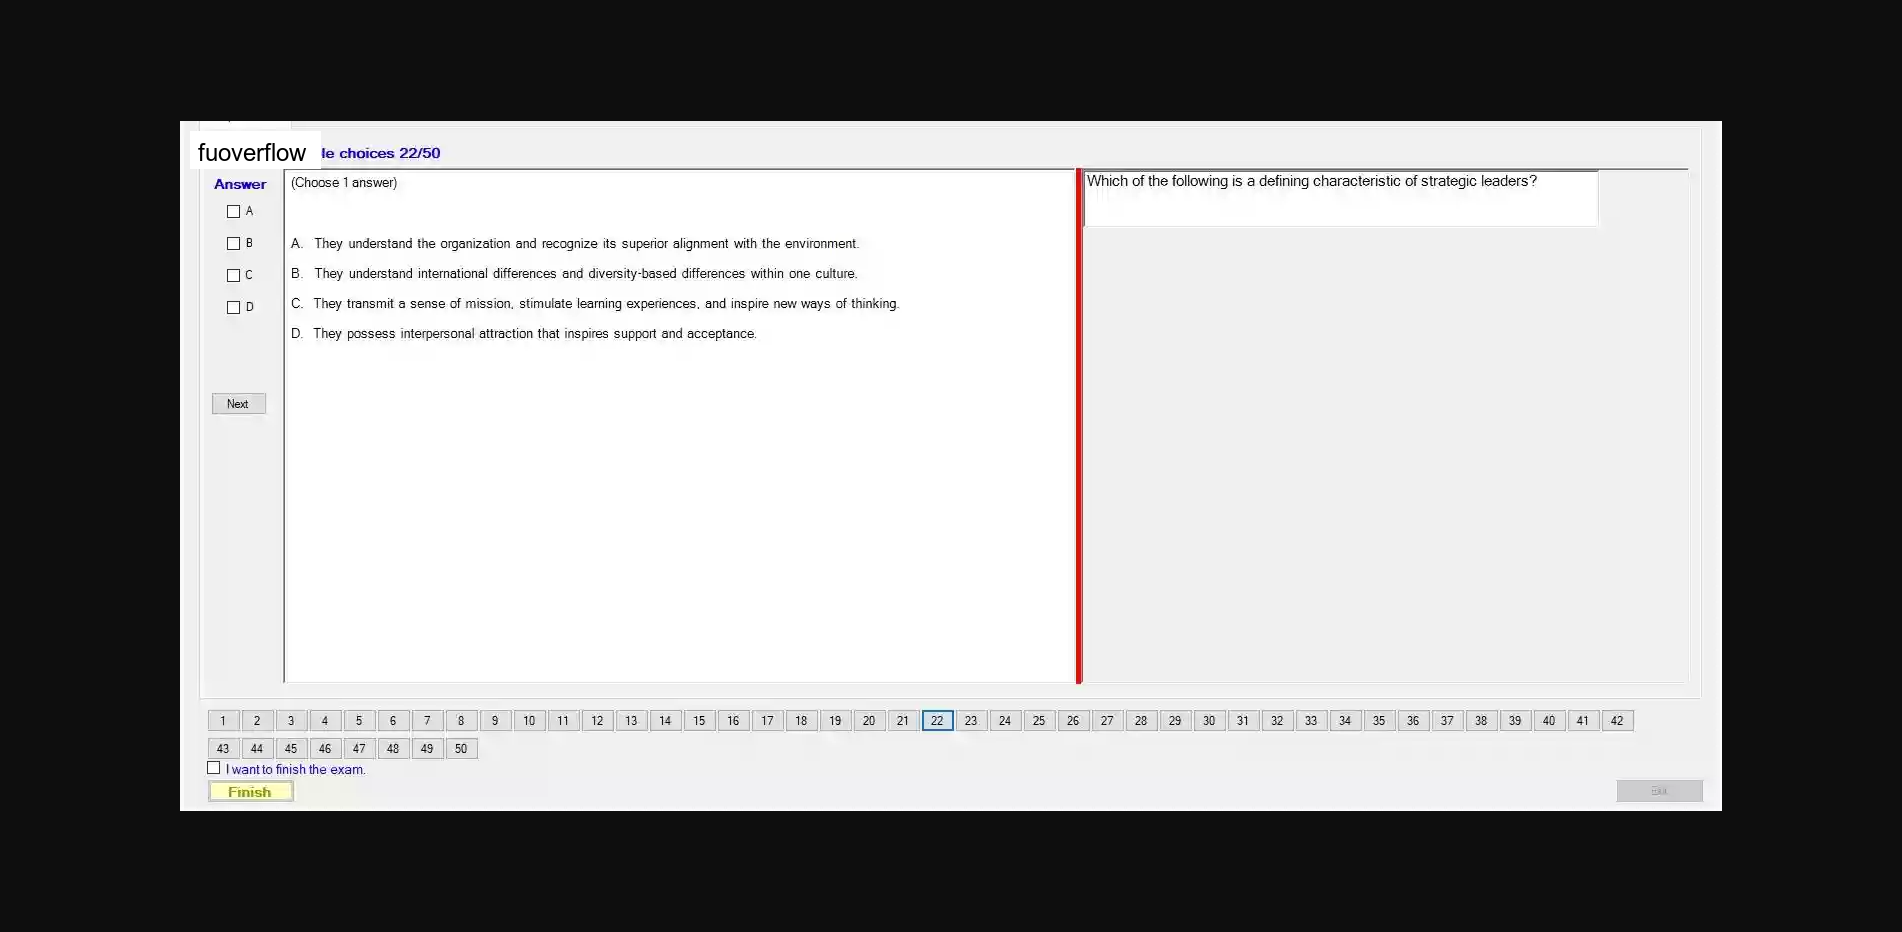 fuoverflow
le choices 22/50
Answer
(Choose 1 answer)
Which of the following is a defining characteristic of strategic leaders?
A
B
C
D
A. They understand the organization and recognize its superior alignment with the environment.
B. They understand international differences and diversity-based differences within one culture.
C. They transmit a sense of mission, stimulate learning experiences, and inspire new ways of thinking.
D. They possess interpersonal attraction that inspires support and acceptance.
Next
1 2 3 4 5 6 7 8 9 10 11 12 13 14 15 16 17 18 19 20 21 22 23 24 25 26 27 28 29 30 31 32 33 34 35 36 37 38 39 40 41 42
43 44 45 46 47 48 49 50
I want to finish the exam.
Finish
Exit